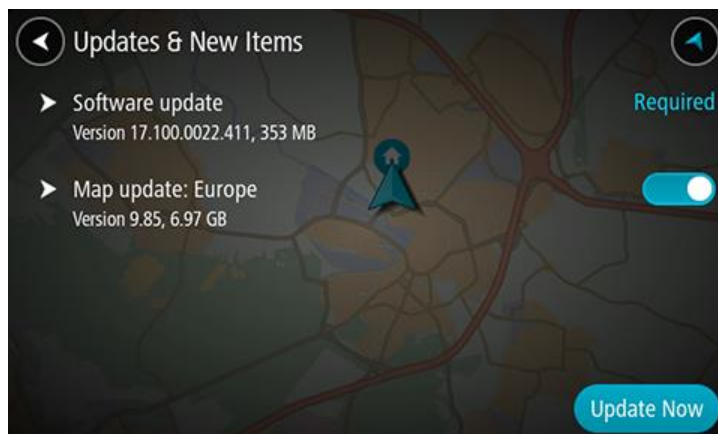 Updates & New Items
Software update
Required
Version 17.100.0022.411, 353 MB
Map update: Europe
Version 9.85, 6.97 GB
Update Now